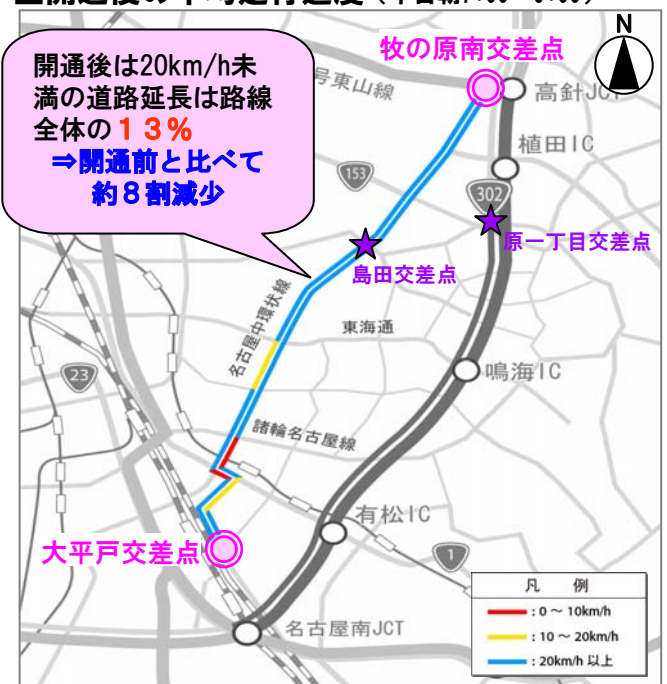 N
牧の原南交差点
開通後は20km/h未
満の道路延長は路線
全体の13%
⇒開通前と比べて
約8割減少
号東山線
高針JCT
植田IC
153
302
原一丁目交差点
島田交差点
名古屋中環状線
東海通
23
鳴海IC
諸輪名古屋線
有松IC
大平戸交差点
1
名古屋南JCT
凡 例
:0 ~ 10km/h
:10 ~ 20km/h
:20km/h 以上